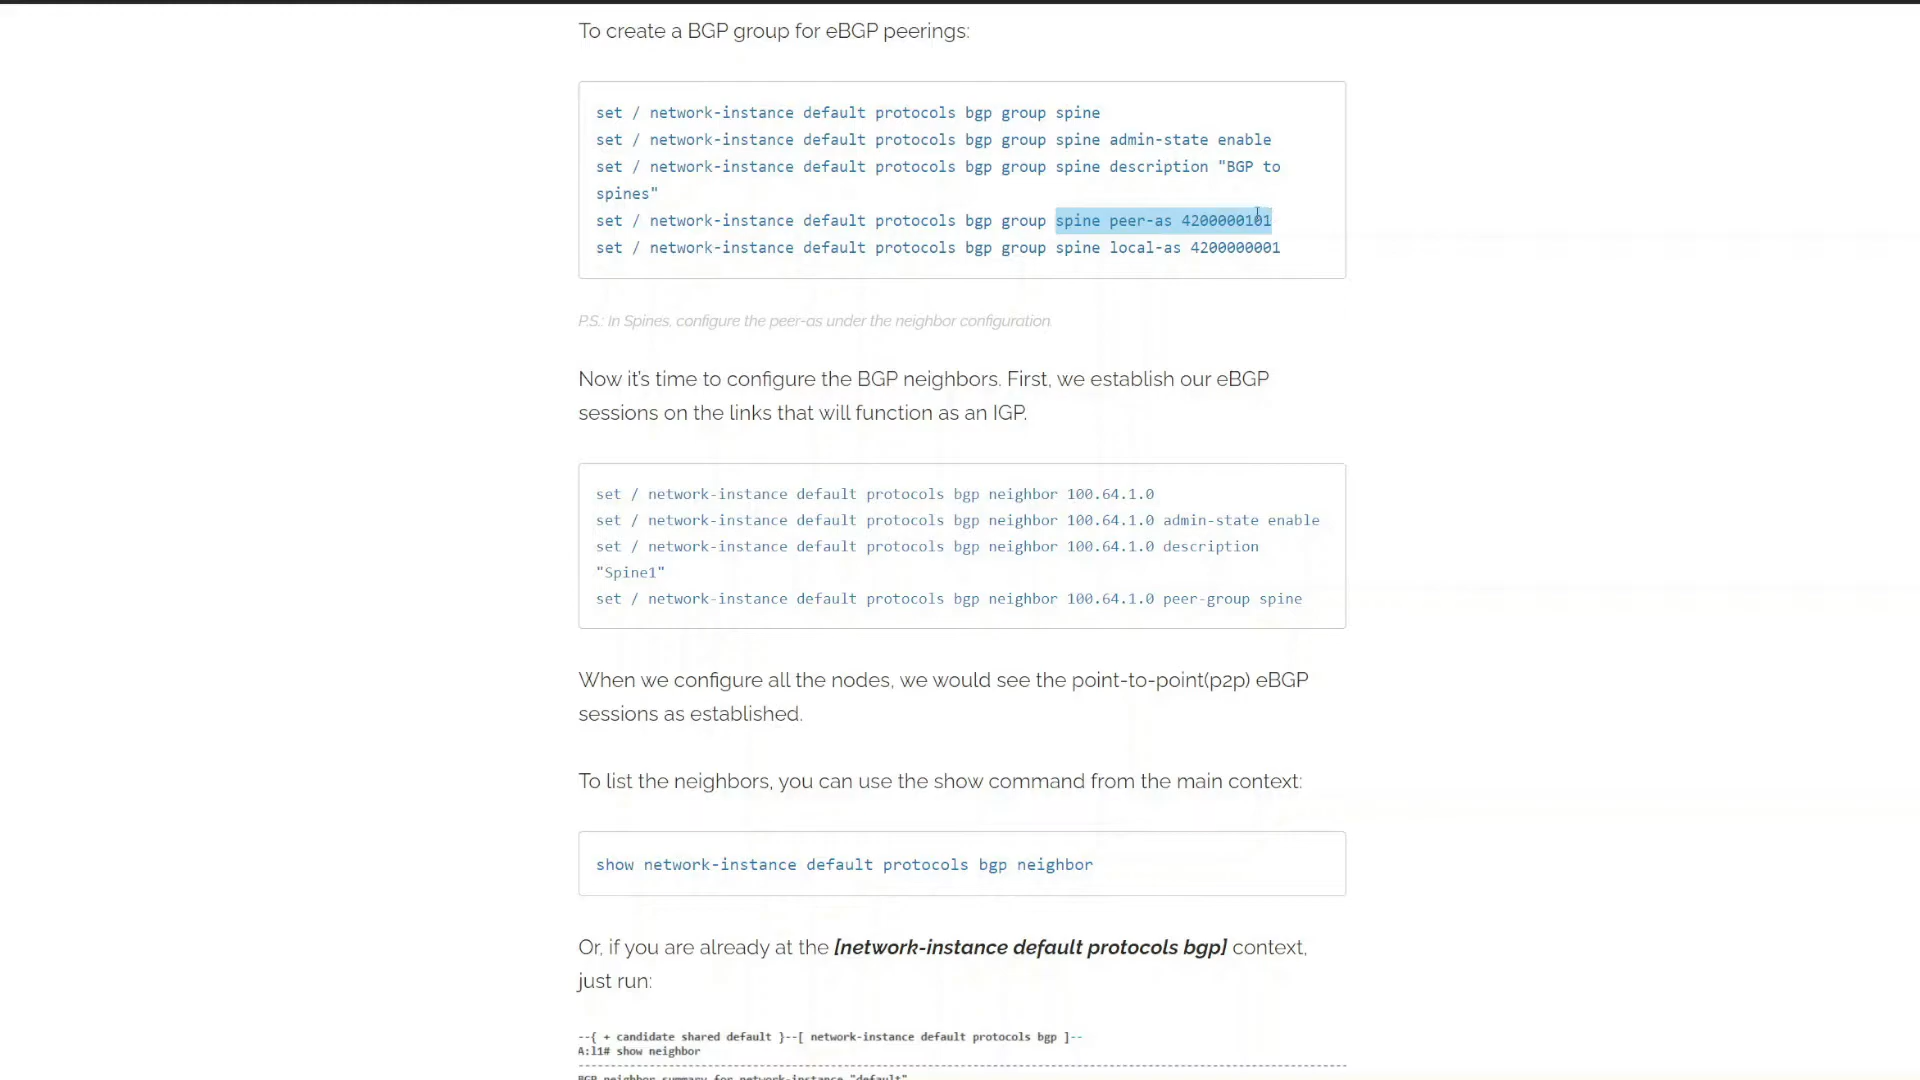 To create a BGP group for eBGP peerings:
set / network-instance default protocols bgp group spine
set / network-instance default protocols bgp group spine admin-state enable
set / network-instance default protocols bgp group spine description "BGP to
spines"
set / network-instance default protocols bgp group spine peer-as 4200000101
set / network-instance default protocols bgp group spine local-as 4200000001
P.S.: In Spines, configure the peer-as under the neighbor configuration.
Now it's time to configure the BGP neighbors. First, we establish our eBGP
sessions on the links that will function as an IGP.
set / network-instance default protocols bgp neighbor 100.64.1.0
set / network-instance default protocols bgp neighbor 100.64.1.0 admin-state enable
set / network-instance default protocols bgp neighbor 100.64.1.0 description
"Spine1"
set / network-instance default protocols bgp neighbor 100.64.1.0 peer-group spine
When we configure all the nodes, we would see the point-to-point(p2p) eBGP
sessions as established.
To list the neighbors, you can use the show command from the main context:
show network-instance default protocols bgp neighbor
Or, if you are already at the [network-instance default protocols bgp] context,
just run:
--{ + candidate shared default }--[ network-instance default protocols bgp ]--
A:l1# show neighbor
BGP neighbor summary for network-instance "default"